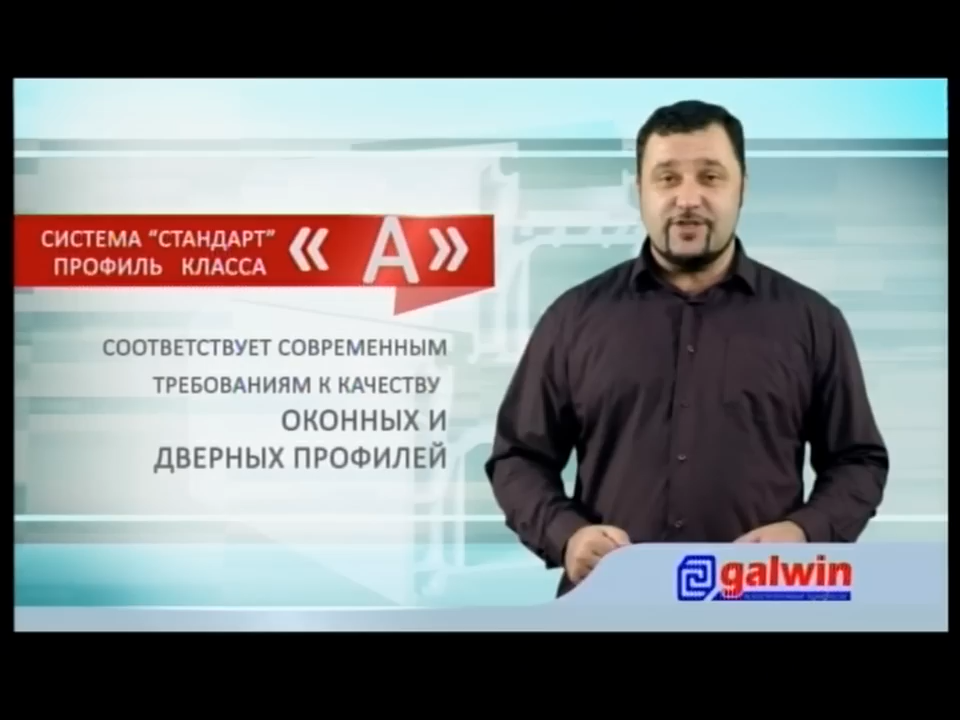 СИСТЕМА “СТАНДАРТ”
ПРОФИЛЬ КЛАССА
« А »
СООТВЕТСТВУЕТ СОВРЕМЕННЫМ
ТРЕБОВАНИЯМ К КАЧЕСТВУ
ОКОННЫХ И
ДВЕРНЫХ ПРОФИЛЕЙ
galwin